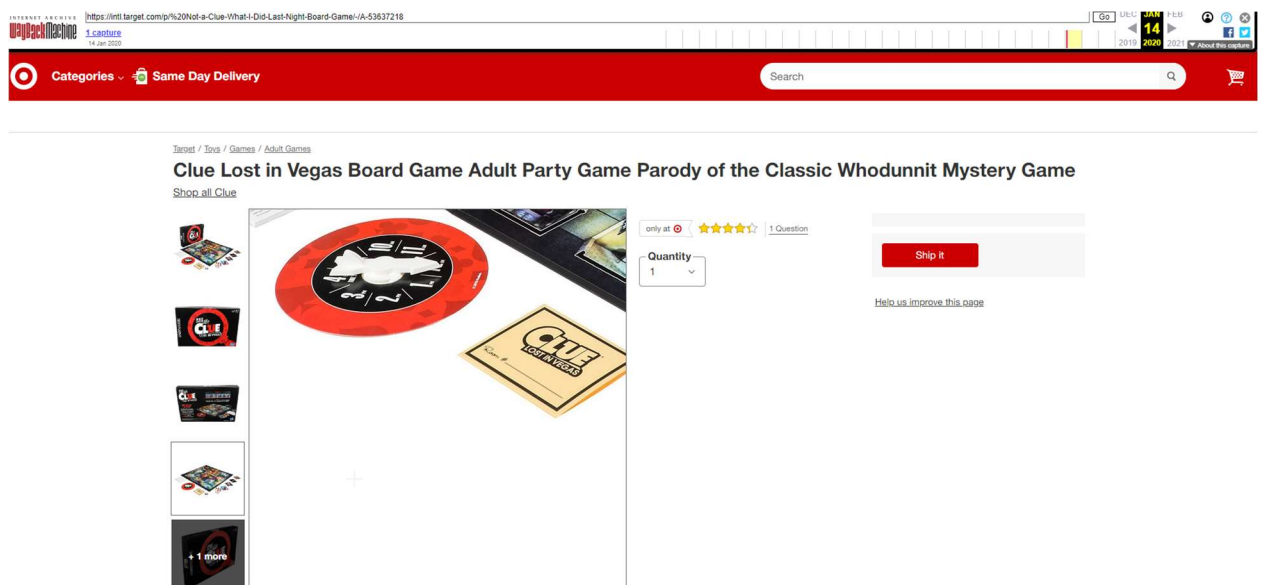 INTERNET ARCHIVE
WayBackMachine
https://intl.target.com/p/%20Not-a-Clue-What-I-Did-Last-Night-Board-Game/-/A-53637218
Go
DEC JAN FEB
1 capture
14
14 Jan 2020
2019 2020 2021
About this capture
Categories
Same Day Delivery
Search
Target / Toys / Games / Adult Games
Clue Lost in Vegas Board Game Adult Party Game Parody of the Classic Whodunnit Mystery Game
Shop all Clue
only at
1 Question
Quantity
1
Ship it
Help us improve this page
CLUE
LOST IN VEGAS
CLUE
CLUE
+ 1 more